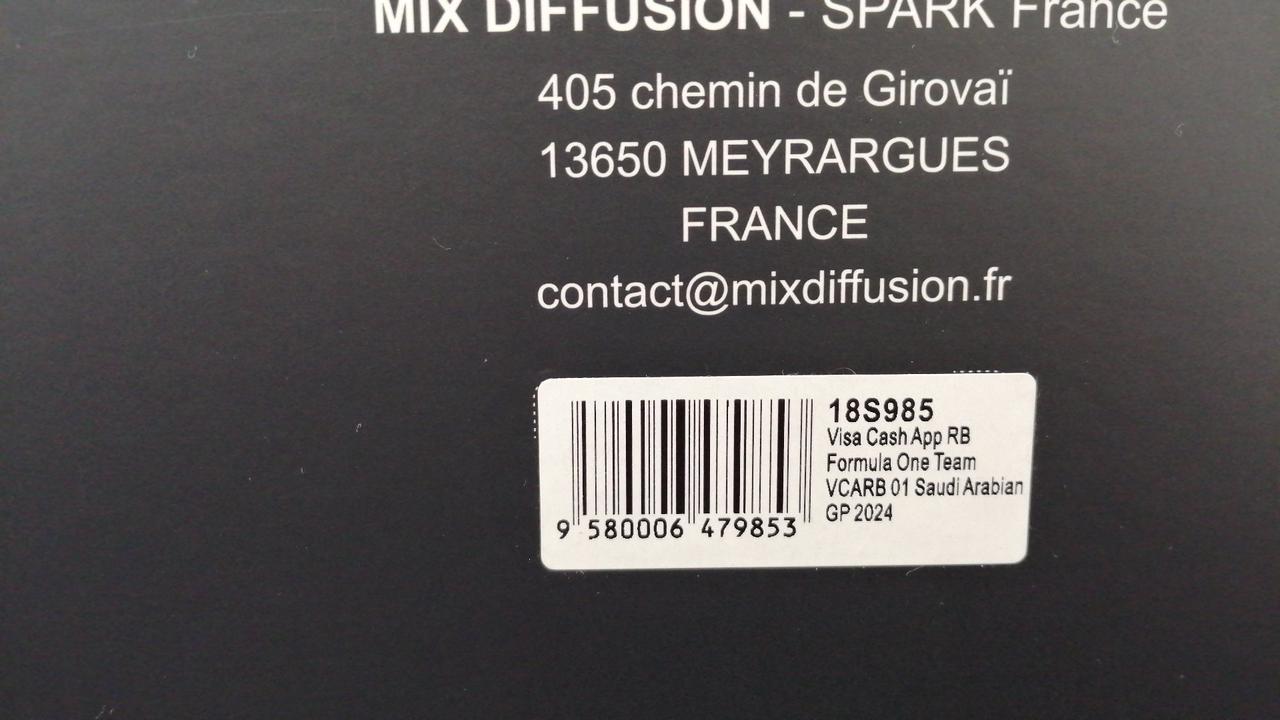 MIX DIFFUSION - SPARK France
405 chemin de Girovaï
13650 MEYRARGUES
FRANCE
contact@mixdiffusion.fr
18S985
Visa Cash App RB
Formula One Team
VCARB 01 Saudi Arabian
GP 2024
9 580006 479853